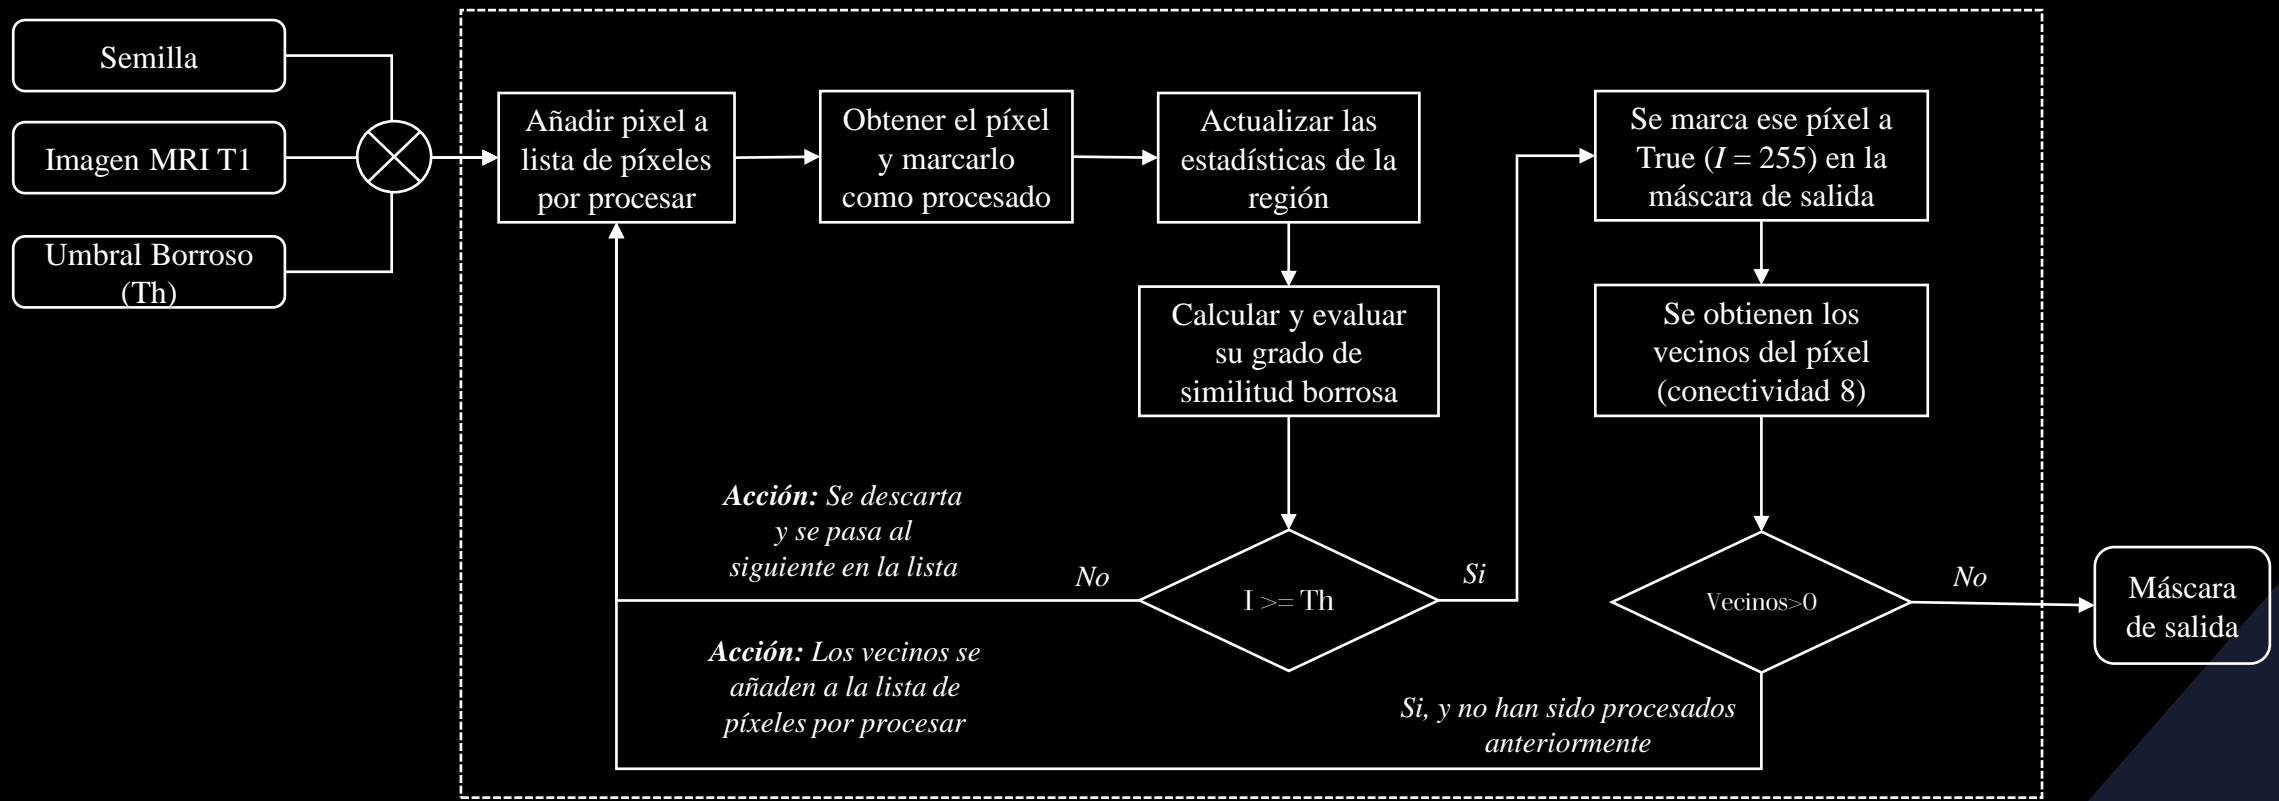 Semilla
Imagen MRI T1
Umbral Borroso
(Th)
Añadir pixel a
lista de píxeles
por procesar
Obtener el píxel
y marcarlo
como procesado
Actualizar las
estadísticas de la
región
Calcular y evaluar
su grado de
similitud borrosa
I >= Th
No
Acción: Se descarta
y se pasa al
siguiente en la lista
Si
Se marca ese píxel a
True (I = 255) en la
máscara de salida
Se obtienen los
vecinos del píxel
(conectividad 8)
Vecinos>0
Si, y no han sido procesados
anteriormente
Acción: Los vecinos se
añaden a la lista de
píxeles por procesar
No
Máscara
de salida